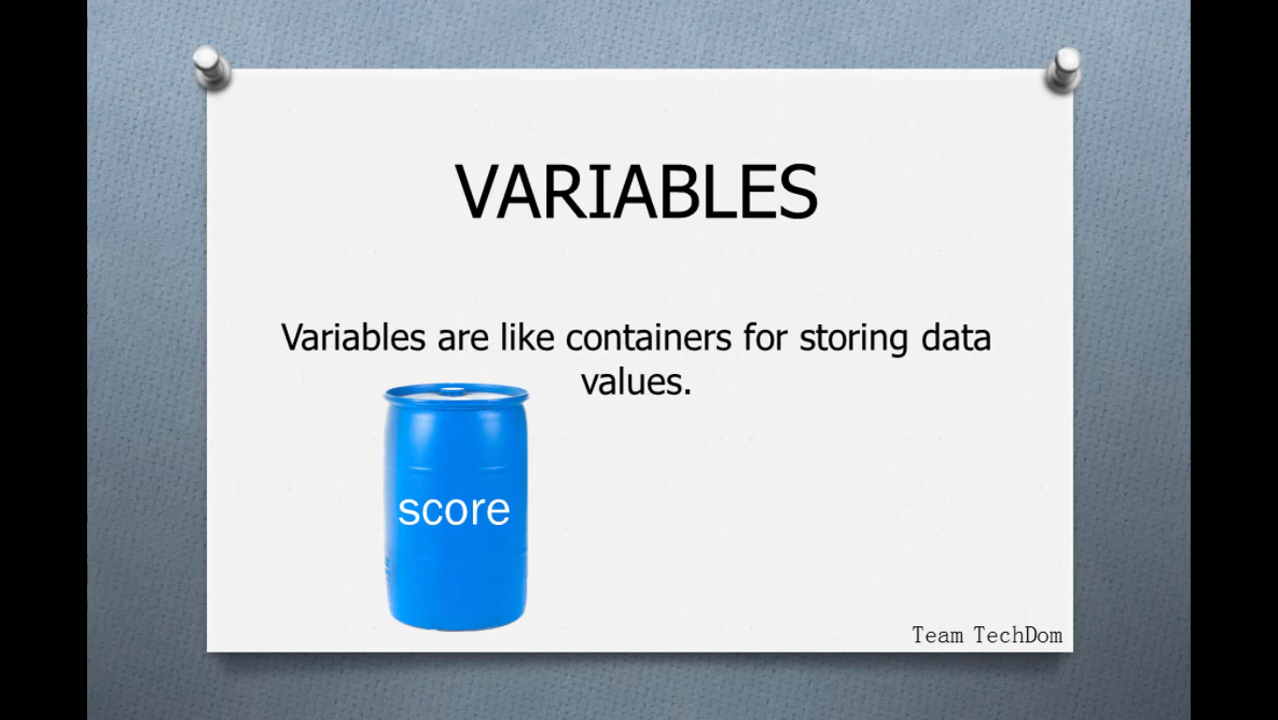 VARIABLES
Variables are like containers for storing data
values.
score
Team TechDom